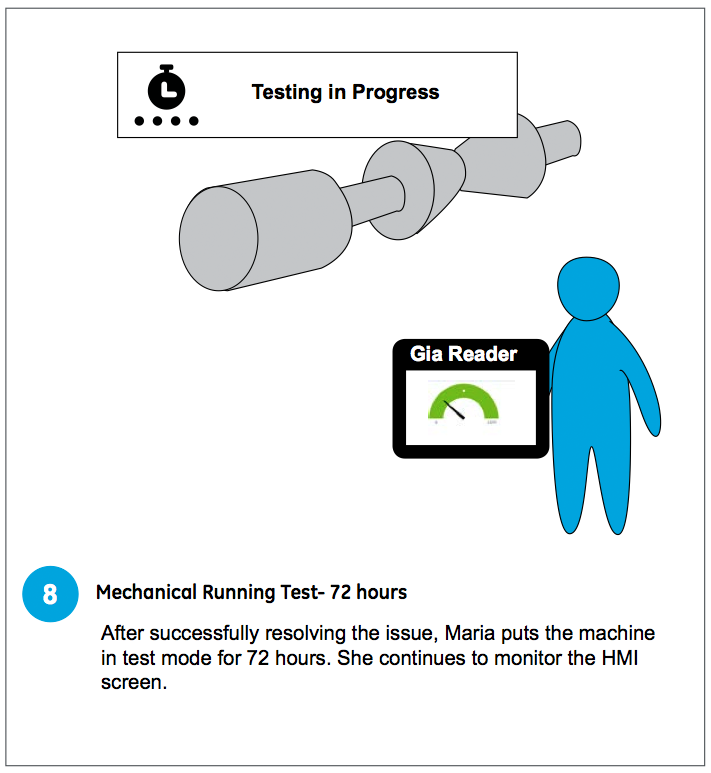 Testing in Progress
Gia Reader
8
Mechanical Running Test- 72 hours
After successfully resolving the issue, Maria puts the machine
in test mode for 72 hours. She continues to monitor the HMI
screen.